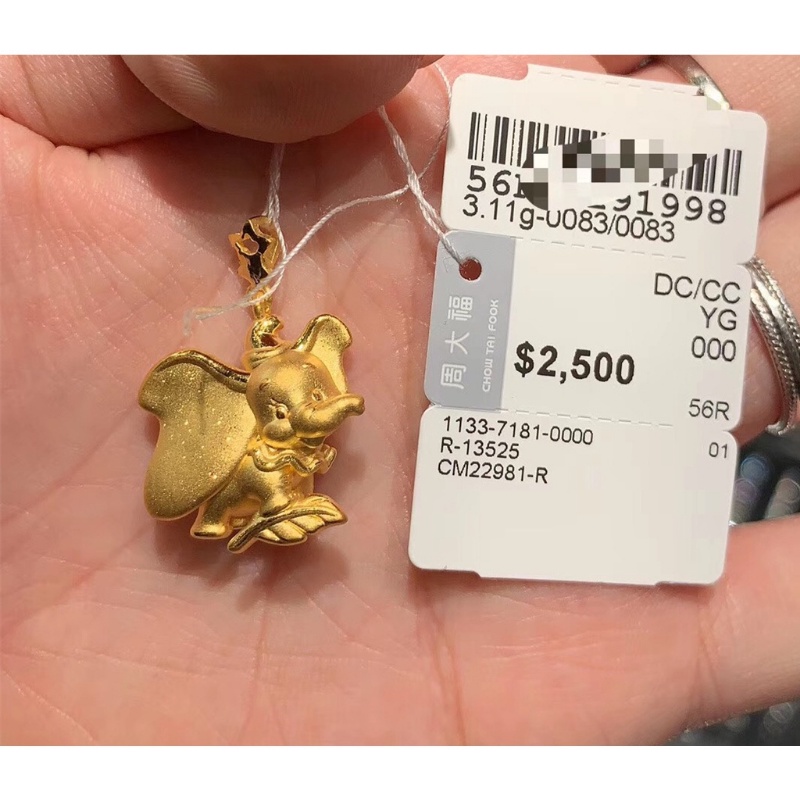 91998
3.11g-0083/0083
DC/CC
YG
000
周大福
CHOW TAI FOOK
$2,500
56R
1133-7181-0000
R-13525
CM22981-R
01